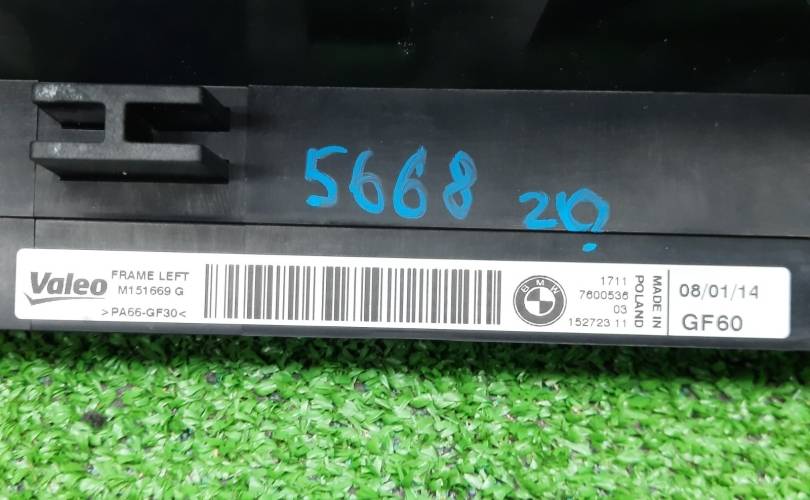 5668 20
Valeo
FRAME LEFT
M151669 G
>PA66-GF30<
BMW
1711
7600536
03
152723 11
MADE IN
POLAND
08/01/14
GF60